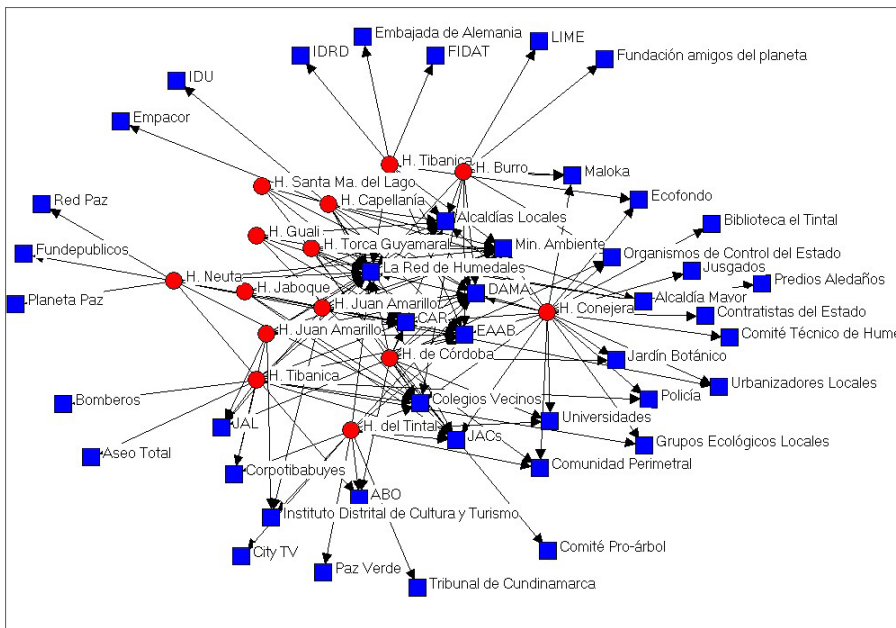 Embajada de Alemania
LIME
IDRD
FIDAT
Fundación amigos del planeta
IDU
Empacor
H. Tibanica
H. Burro
Maloka
H. Santa Ma. del Lago
Ecofondo
Red Paz
H. Capellanía
Alcaldías Locales
Biblioteca el Tintal
H. Guali
H. Torca Guyamaral
Min. Ambiente
Fundepublicos
Organismos de Control del Estado
La Red de Humedales
Jusgados
H. Neuta
Predios Aledaños
H. Jaboque
DAMA
Planeta Paz
H. Juan Amarillo
Alcaldía Mayor
H. Conejera
Contratistas del Estado
CAR
H. Juan Amarillo
EAAB
Comité Técnico de Hume
H. de Córdoba
Jardín Botánico
H. Tibanica
Urbanizadores Locales
Bomberos
Colegios Vecinos
Policía
JAL
Universidades
H. del Tintal
JACs
Grupos Ecológicos Locales
Aseo Total
Corpotibabuyes
Comunidad Perimetral
ABO
Instituto Distrital de Cultura y Turismo
Comité Pro-árbol
City TV
Paz Verde
Tribunal de Cundinamarca